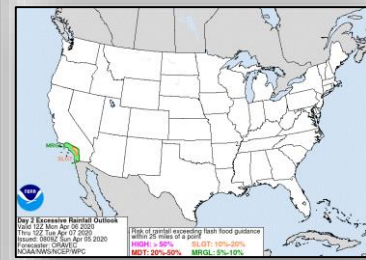 MRGL
SLGT
NOAA
Day 2 Excessive Rainfall Outlook
Valid 12Z Mon Apr 06 2020
Thru 12Z Tue Apr 07 2020
Issued: 0809Z Sun Apr 05 2020
Forecaster: ORAVEC
NOAA/NWS/NCEP/WPC
Risk of rainfall exceeding flash flood guidance
within 25 miles of a point
HIGH: > 50% SLGT: 10%-20%
MDT: 20%-50% MRGL: 5%-10%